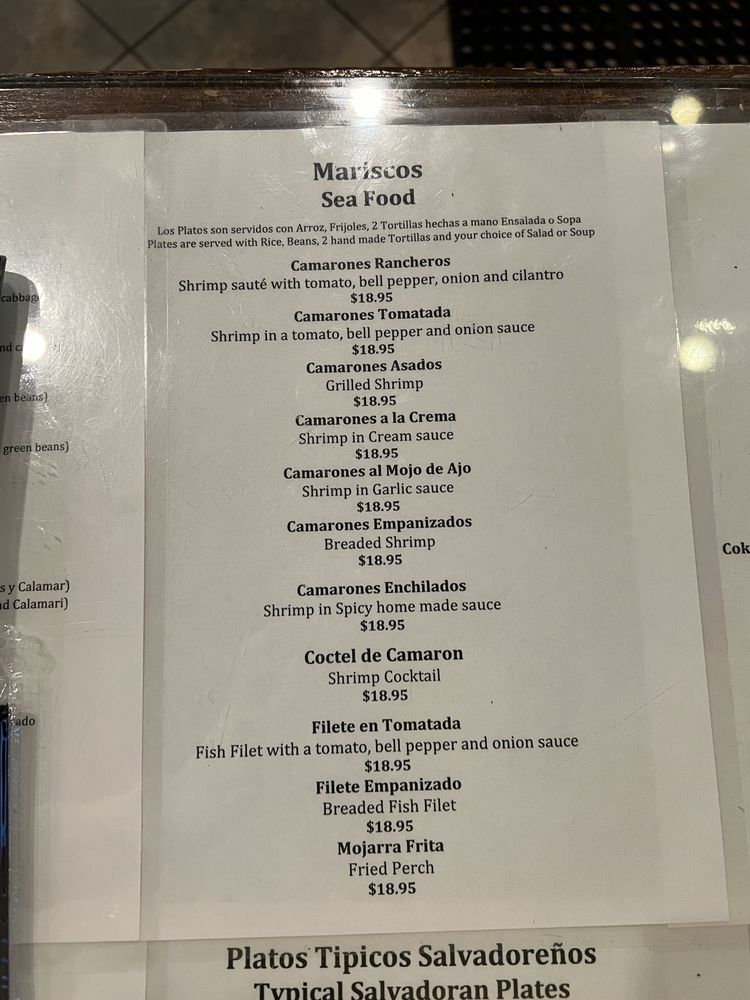 Mariscos
Sea Food
Los Platos son servidos con Arroz, Frijoles, 2 Tortillas hechas a mano Ensalada o Sopa
Plates are served with Rice, Beans, 2 hand made Tortillas and your choice of Salad or Soup
Camarones Rancheros
Shrimp sauté with tomato, bell pepper, onion and cilantro
$18.95
Camarones Tomatada
Shrimp in a tomato, bell pepper and onion sauce
$18.95
Camarones Asados
Grilled Shrimp
$18.95
Camarones a la Crema
Shrimp in Cream sauce
$18.95
Camarones al Mojo de Ajo
Shrimp in Garlic sauce
$18.95
Camarones Empanizados
Breaded Shrimp
$18.95
Camarones Enchilados
Shrimp in Spicy home made sauce
$18.95
Coctel de Camaron
Shrimp Cocktail
$18.95
Filete en Tomatada
Fish Filet with a tomato, bell pepper and onion sauce
$18.95
Filete Empanizado
Breaded Fish Filet
$18.95
Mojarra Frita
Fried Perch
$18.95
Platos Tipicos Salvadoreños
Typical Salvadoran Plates
beans)
green beans)
s y Calamar)
d Calamari)